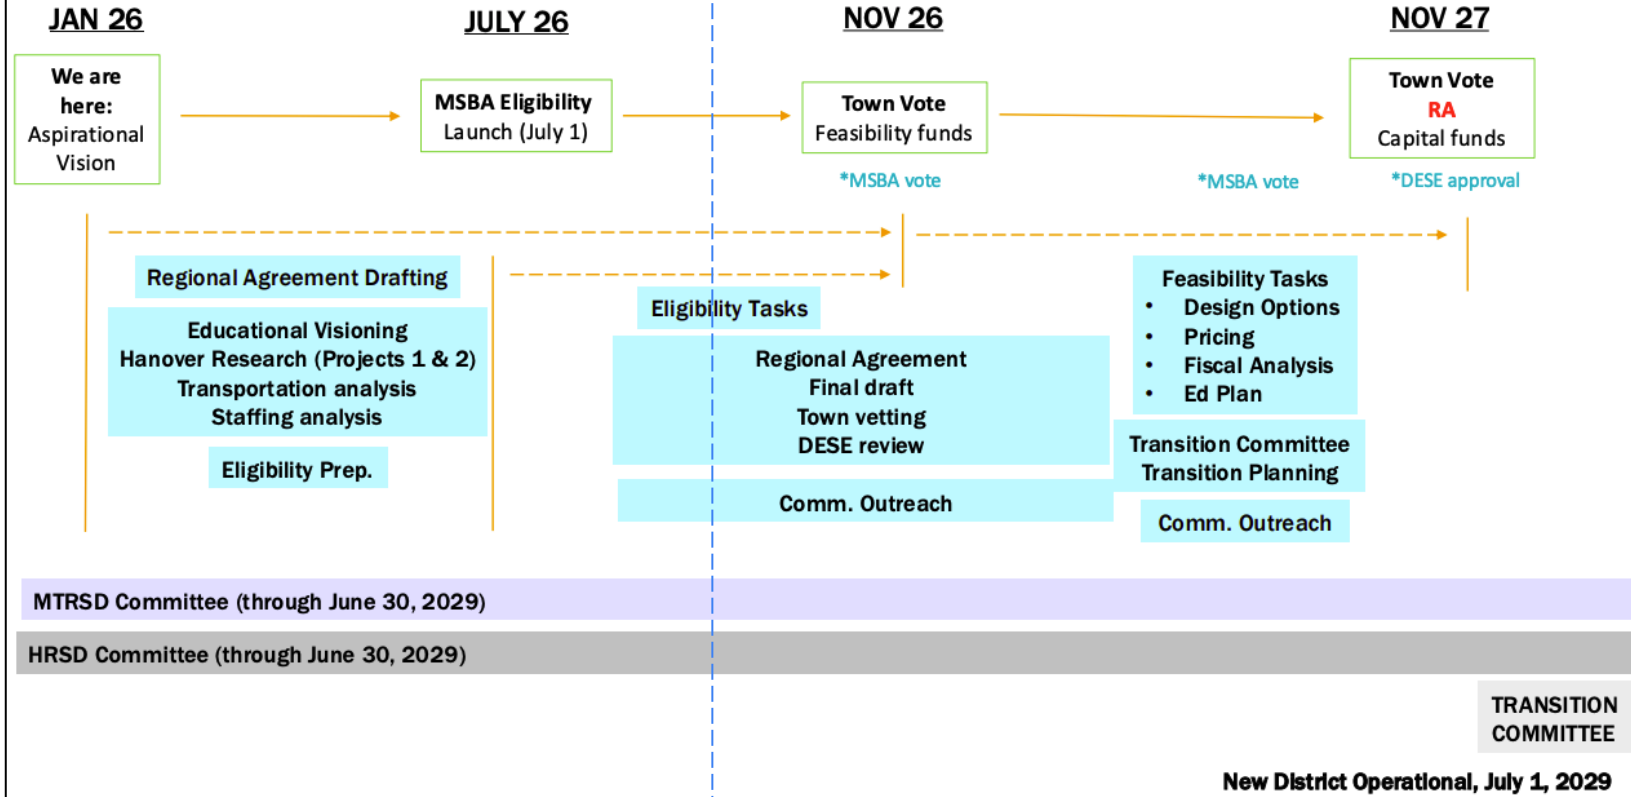 JAN 26
JULY 26
NOV 26
NOV 27
We are
here:
Aspirational
Vision
MSBA Eligibility
Launch (July 1)
Town Vote
Feasibility funds
Town Vote
RA
Capital funds
*MSBA vote
*MSBA vote
*DESE approval
Regional Agreement Drafting
Educational Visioning
Hanover Research (Projects 1 & 2)
Transportation analysis
Staffing analysis
Eligibility Prep.
Eligibility Tasks
Regional Agreement
Final draft
Town vetting
DESE review
Comm. Outreach
Feasibility Tasks
• Design Options
• Pricing
• Fiscal Analysis
• Ed Plan
Transition Committee
Transition Planning
Comm. Outreach
MTRSD Committee (through June 30, 2029)
HRSD Committee (through June 30, 2029)
TRANSITION
COMMITTEE
New District Operational, July 1, 2029